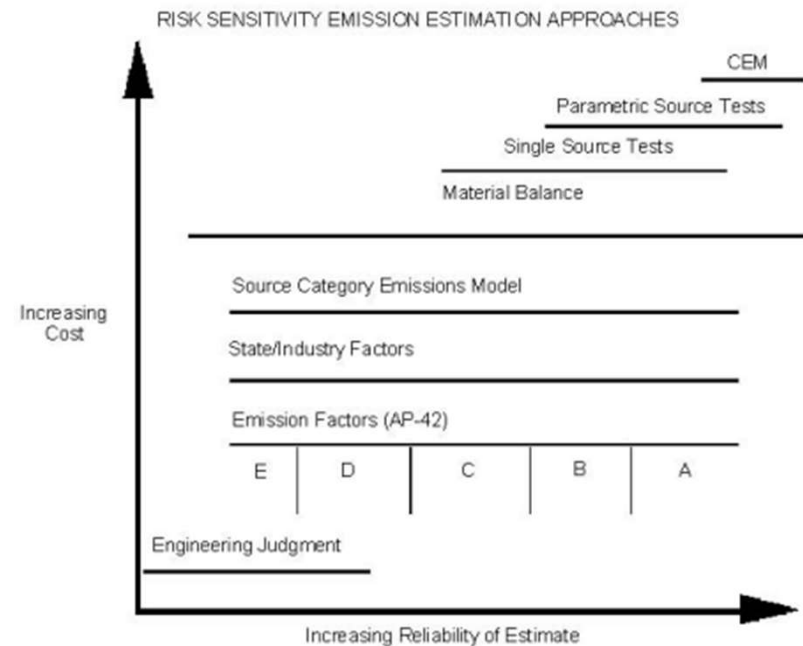 RISK SENSITIVITY EMISSION ESTIMATION APPROACHES
CEM
Parametric Source Tests
Single Source Tests
Material Balance
Source Category Emissions Model
Increasing
Cost
State/Industry Factors
Emission Factors (AP-42)
E D C B A
Engineering Judgment
Increasing Reliability of Estimate